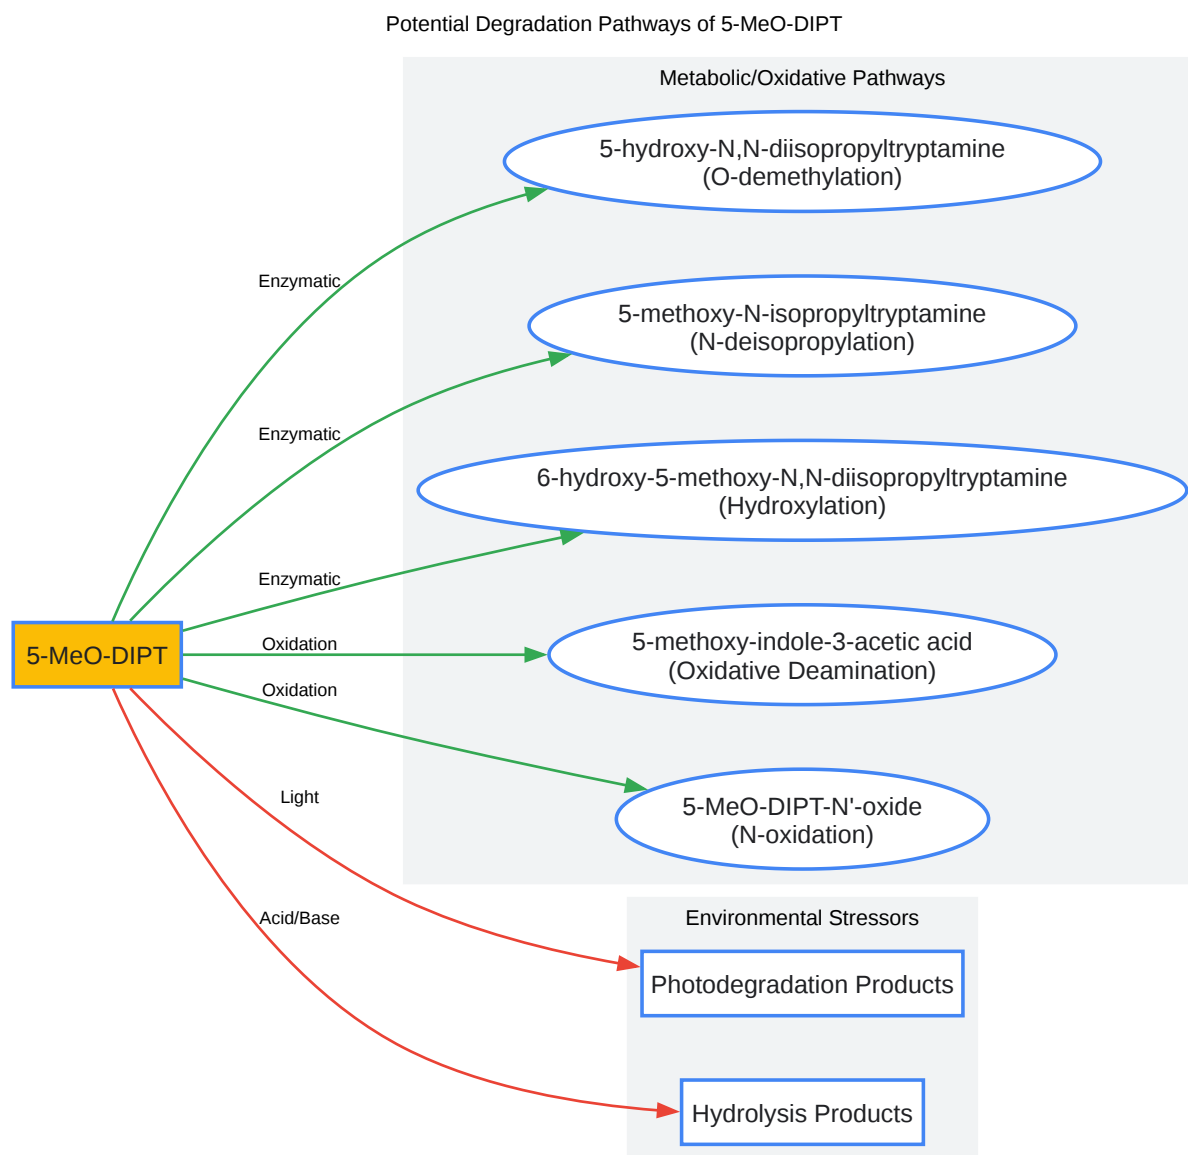 Potential Degradation Pathways of 5-MeO-DIPT
Metabolic/Oxidative Pathways
5-hydroxy-N,N-diisopropyltryptamine
(O-demethylation)
Enzymatic
5-methoxy-N-isopropyltryptamine
(N-deisopropylation)
Enzymatic
6-hydroxy-5-methoxy-N,N-diisopropyltryptamine
(Hydroxylation)
Enzymatic
5-MeO-DIPT
Oxidation
5-methoxy-indole-3-acetic acid
(Oxidative Deamination)
Oxidation
5-MeO-DIPT-N'-oxide
(N-oxidation)
Light
Acid/Base
Environmental Stressors
Photodegradation Products
Hydrolysis Products